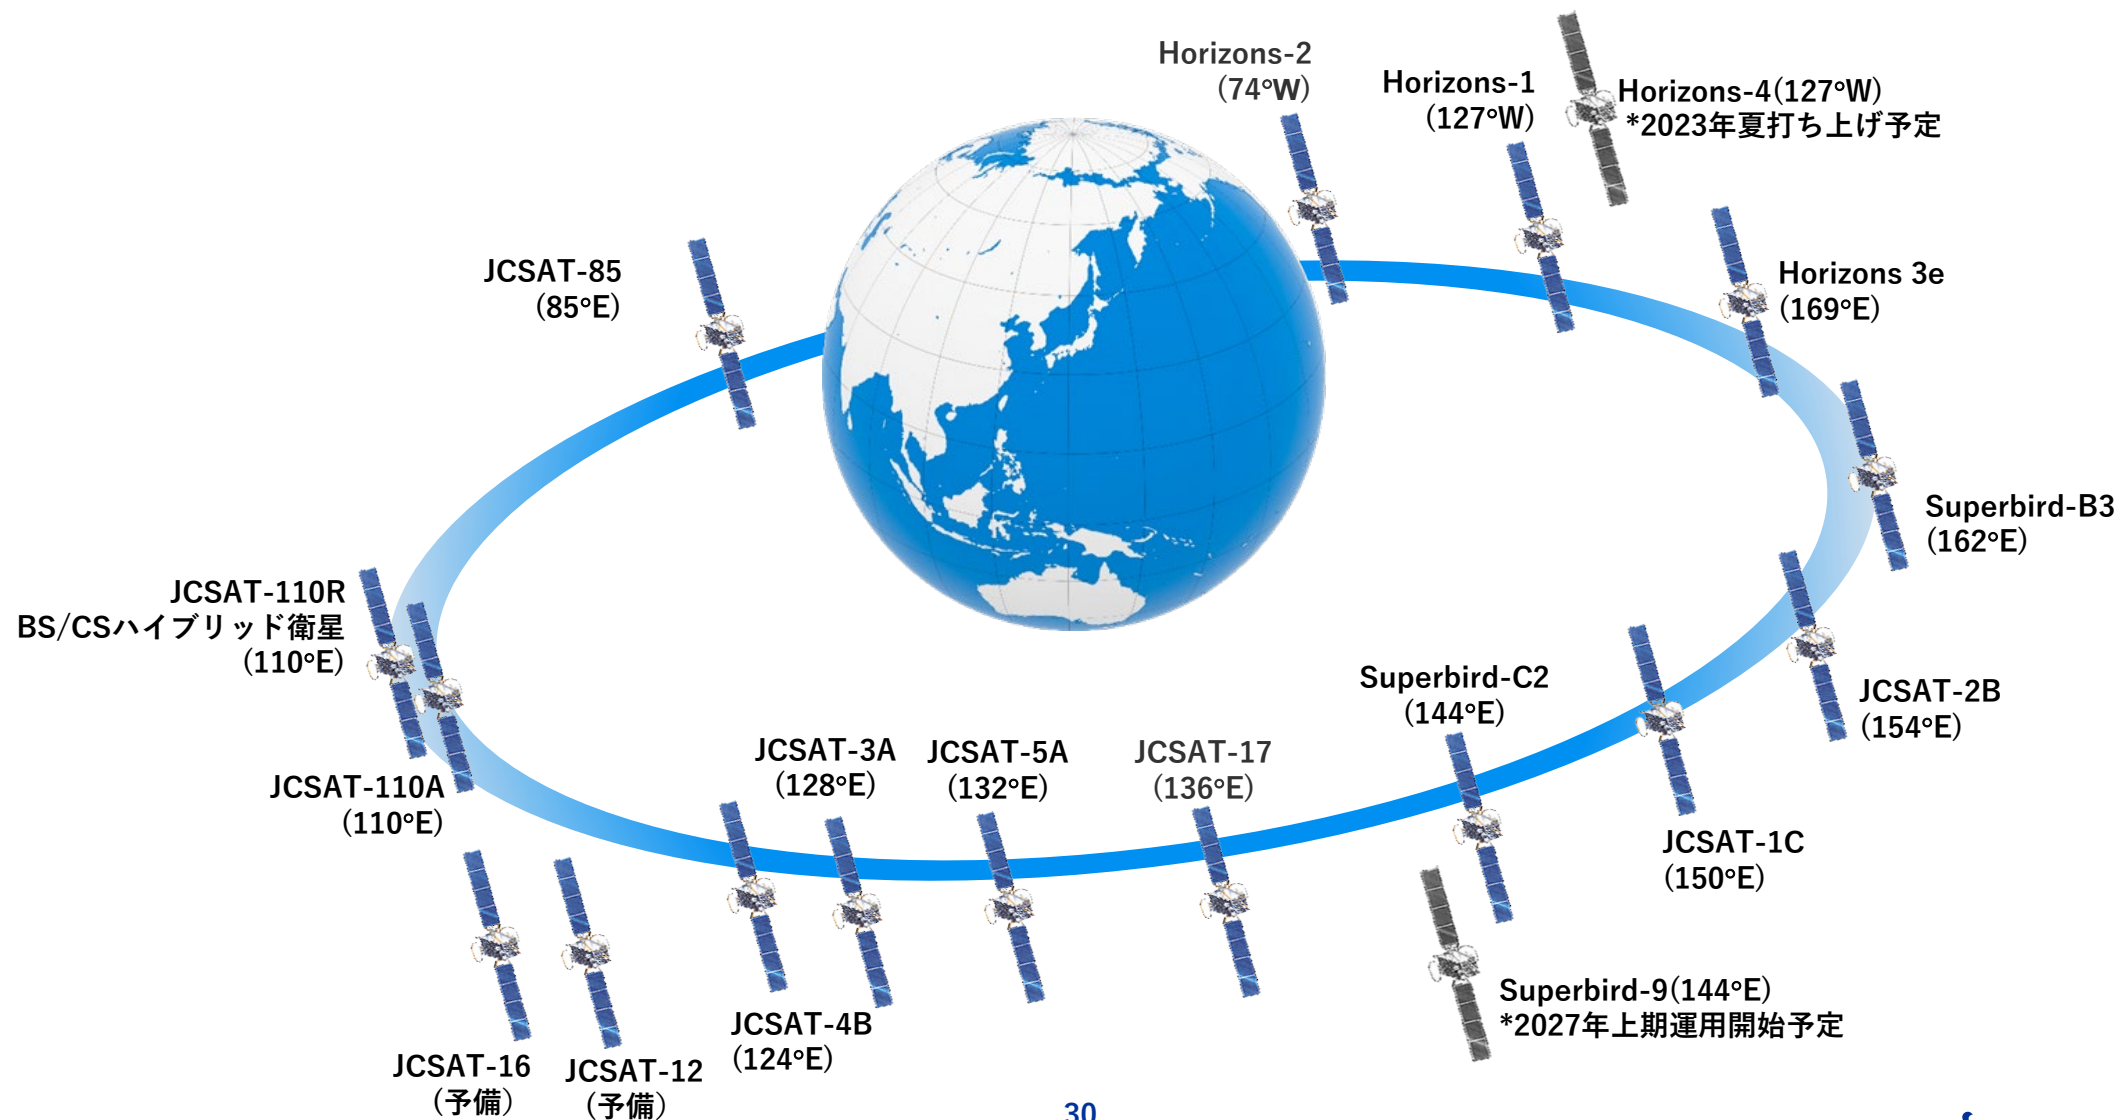 Horizons-2
(74°W)
Horizons-1
(127°W)
Horizons-4(127°W)
*2023年夏打ち上げ予定
JCSAT-85
(85°E)
Horizons 3e
(169°E)
Superbird-B3
(162°E)
JCSAT-110R
BS/CSハイブリッド衛星
(110°E)
JCSAT-2B
(154°E)
Superbird-C2
(144°E)
JCSAT-110A
(110°E)
JCSAT-3A
(128°E)
JCSAT-5A
(132°E)
JCSAT-17
(136°E)
JCSAT-1C
(150°E)
Superbird-9(144°E)
*2027年上期運用開始予定
JCSAT-4B
(124°E)
JCSAT-16
(予備)
JCSAT-12
(予備)
30